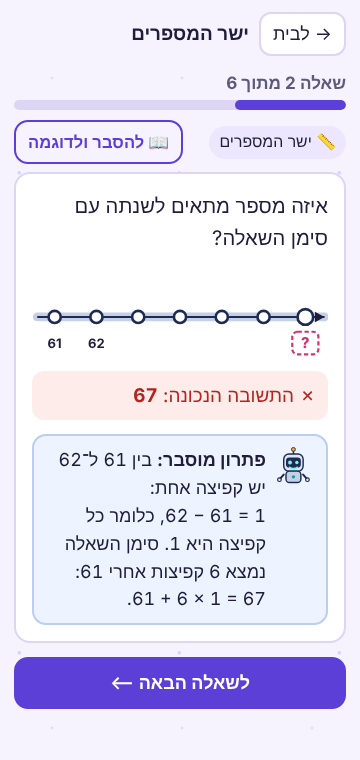 → לבית
ישר המספרים
שאלה 2 מתוך 6
📏 ישר המספרים
📖 להסבר ולדוגמה
איזה מספר מתאים לשנתה עם
סימן השאלה?
61 62 ?
× התשובה הנכונה: 67
פתרון מוסבר: בין 61 ל־62
יש קפיצה אחת:
62 − 61 = 1, כלומר כל
קפיצה היא 1. סימן השאלה
נמצא 6 קפיצות אחרי 61:
61 + 6 × 1 = 67.
לשאלה הבאה ⟵